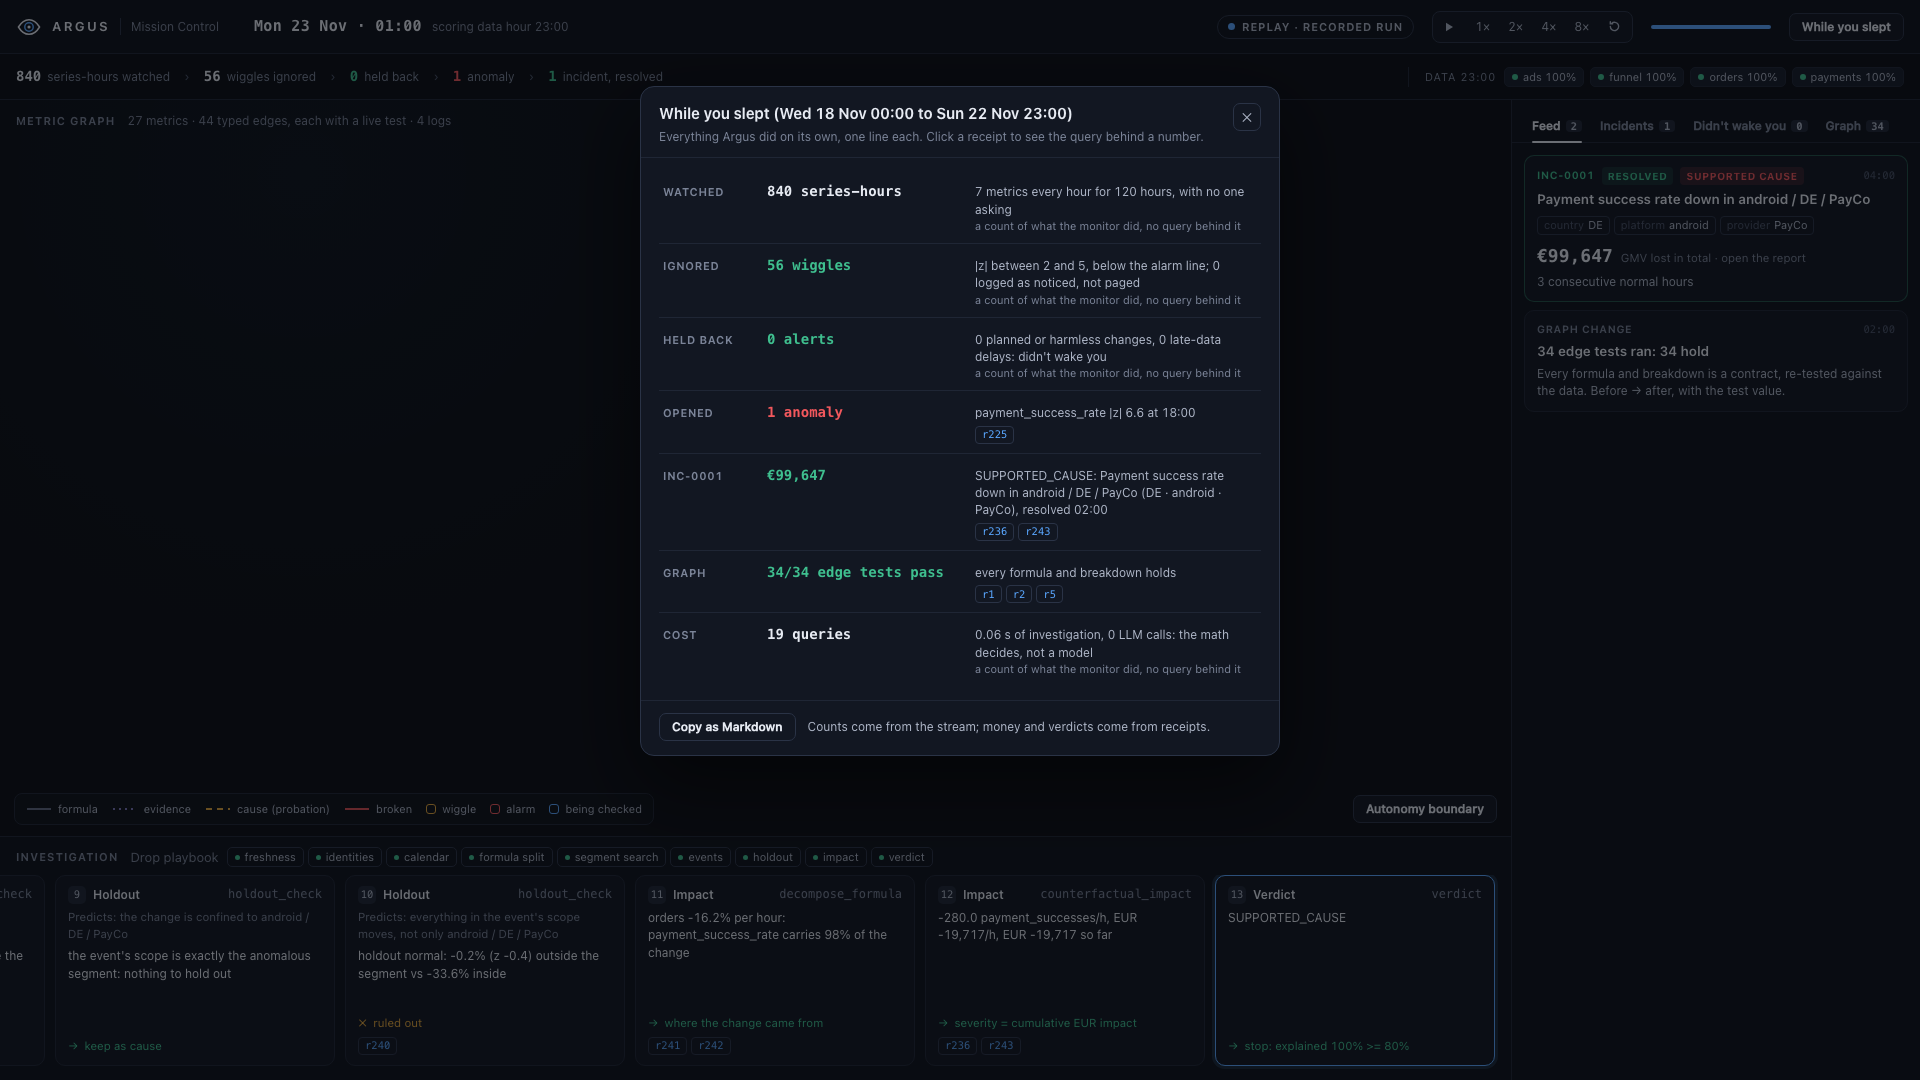 ARGUS
Mission Control
Mon 23 Nov · 01:00 scoring data hour 23:00
REPLAY · RECORDED RUN
1× 2× 4× 8×
While you slept
840 series-hours watched › 56 wiggles ignored › 0 held back › 1 anomaly › 1 incident, resolved
DATA 23:00 ads 100% funnel 100% orders 100% payments 100%
METRIC GRAPH 27 metrics · 44 typed edges, each with a live test · 4 logs
While you slept (Wed 18 Nov 00:00 to Sun 22 Nov 23:00)
Everything Argus did on its own, one line each. Click a receipt to see the query behind a number.
WATCHED 840 series-hours 7 metrics every hour for 120 hours, with no one
asking
a count of what the monitor did, no query behind it
IGNORED 56 wiggles |z| between 2 and 5, below the alarm line; 0
logged as noticed, not paged
a count of what the monitor did, no query behind it
HELD BACK 0 alerts 0 planned or harmless changes, 0 late-data
delays: didn't wake you
a count of what the monitor did, no query behind it
OPENED 1 anomaly payment_success_rate |z| 6.6 at 18:00
r225
INC-0001 €99,647 SUPPORTED_CAUSE: Payment success rate
down in android / DE / PayCo (DE · android ·
PayCo), resolved 02:00
r236 r243
GRAPH 34/34 edge tests pass every formula and breakdown holds
r1 r2 r5
COST 19 queries 0.06 s of investigation, 0 LLM calls: the math
decides, not a model
a count of what the monitor did, no query behind it
Copy as Markdown Counts come from the stream; money and verdicts come from receipts.
Feed 2 Incidents 1 Didn't wake you 0 Graph 34
INC-0001 RESOLVED SUPPORTED CAUSE 04:00
Payment success rate down in android / DE / PayCo
country DE platform android provider PayCo
€99,647 GMV lost in total · open the report
3 consecutive normal hours
GRAPH CHANGE 02:00
34 edge tests ran: 34 hold
Every formula and breakdown is a contract, re-tested against
the data. Before → after, with the test value.
formula evidence cause (probation) broken wiggle alarm being checked
Autonomy boundary
INVESTIGATION Drop playbook freshness identities calendar formula split segment search events holdout impact verdict
check
the
9 Holdout holdout_check
Predicts: the change is confined to android /
DE / PayCo
the event's scope is exactly the anomalous
segment: nothing to hold out
→ keep as cause
10 Holdout holdout_check
Predicts: everything in the event's scope
moves, not only android / DE / PayCo
holdout normal: -0.2% (z -0.4) outside the
segment vs -33.6% inside
× ruled out
r240
11 Impact decompose_formula
orders -16.2% per hour:
payment_success_rate carries 98% of the
change
→ where the change came from
r241 r242
12 Impact counterfactual_impact
-280.0 payment_successes/h, EUR
-19,717/h, EUR -19,717 so far
→ severity = cumulative EUR impact
r236 r243
13 Verdict verdict
SUPPORTED_CAUSE
→ stop: explained 100% >= 80%